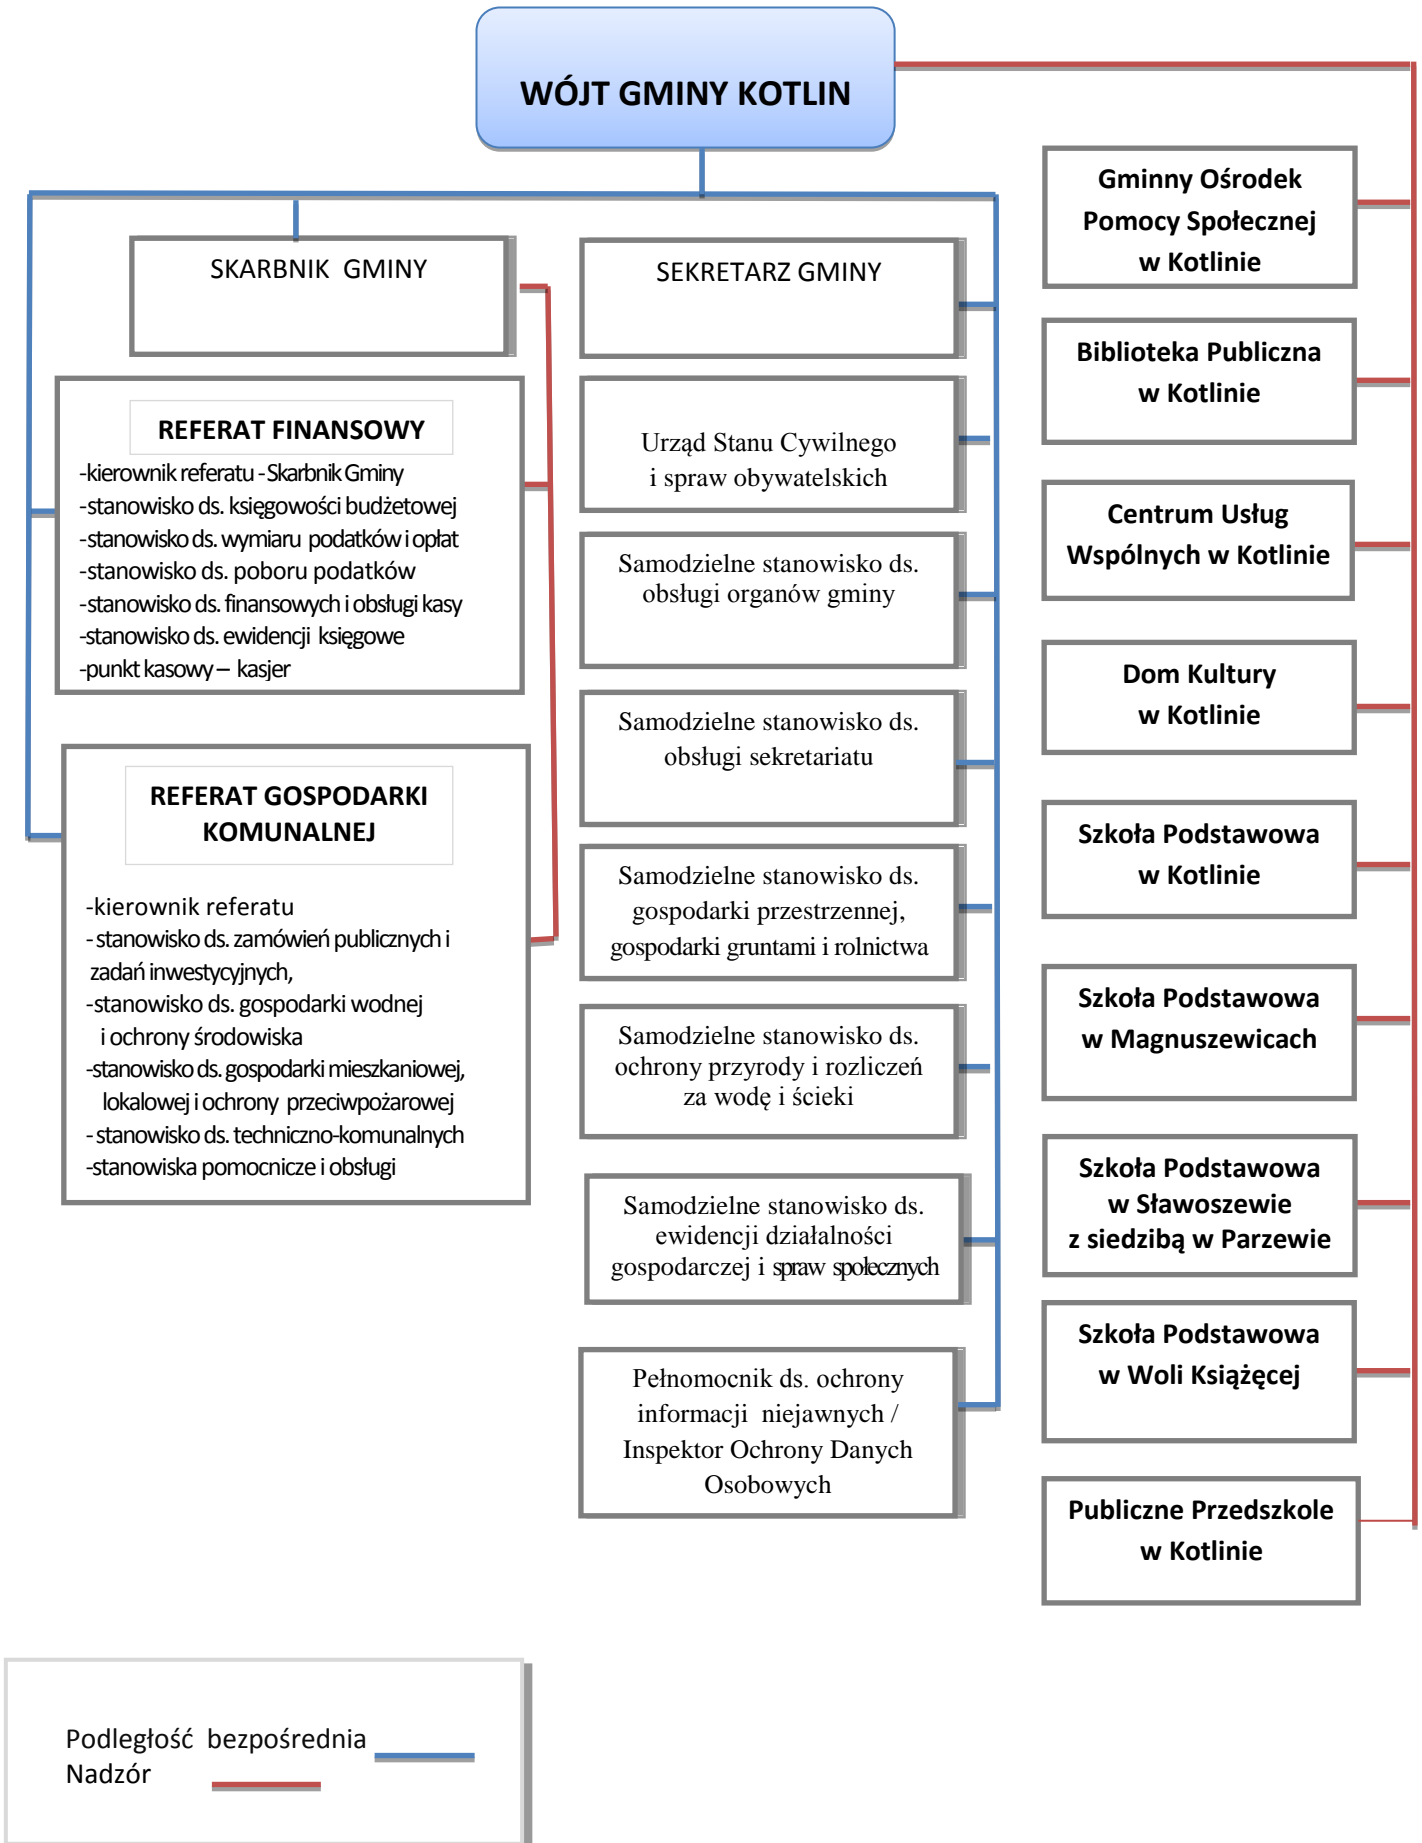 WÓJT GMINY KOTLIN
SKARBNIK GMINY
REFERAT FINANSOWY
-kierownik referatu - Skarbnik Gminy
-stanowisko ds. księgowości budżetowej
-stanowisko ds. wymiaru podatków i opłat
-stanowisko ds. poboru podatków
-stanowisko ds. finansowych i obsługi kasy
-stanowisko ds. ewidencji księgowe
-punkt kasowy – kasjer
REFERAT GOSPODARKI
KOMUNALNEJ
-kierownik referatu
- stanowisko ds. zamówień publicznych i
zadań inwestycyjnych,
-stanowisko ds. gospodarki wodnej
i ochrony środowiska
-stanowisko ds. gospodarki mieszkaniowej,
lokalowej i ochrony przeciwpożarowej
- stanowisko ds. techniczno-komunalnych
-stanowiska pomocnicze i obsługi
SEKRETARZ GMINY
Urząd Stanu Cywilnego
i spraw obywatelskich
Samodzielne stanowisko ds.
obsługi organów gminy
Samodzielne stanowisko ds.
obsługi sekretariatu
Samodzielne stanowisko ds.
gospodarki przestrzennej,
gospodarki gruntami i rolnictwa
Samodzielne stanowisko ds.
ochrony przyrody i rozliczeń
za wodę i ścieki
Samodzielne stanowisko ds.
ewidencji działalności
gospodarczej i spraw społecznych
Pełnomocnik ds. ochrony
informacji niejawnych /
Inspektor Ochrony Danych
Osobowych
Gminny Ośrodek
Pomocy Społecznej
w Kotlinie
Biblioteka Publiczna
w Kotlinie
Centrum Usług
Wspólnych w Kotlinie
Dom Kultury
w Kotlinie
Szkoła Podstawowa
w Kotlinie
Szkoła Podstawowa
w Magnuszewicach
Szkoła Podstawowa
w Sławoszewie
z siedzibą w Parzewie
Szkoła Podstawowa
w Woli Książęcej
Publiczne Przedszkole
w Kotlinie
Podległość bezpośrednia
Nadzór